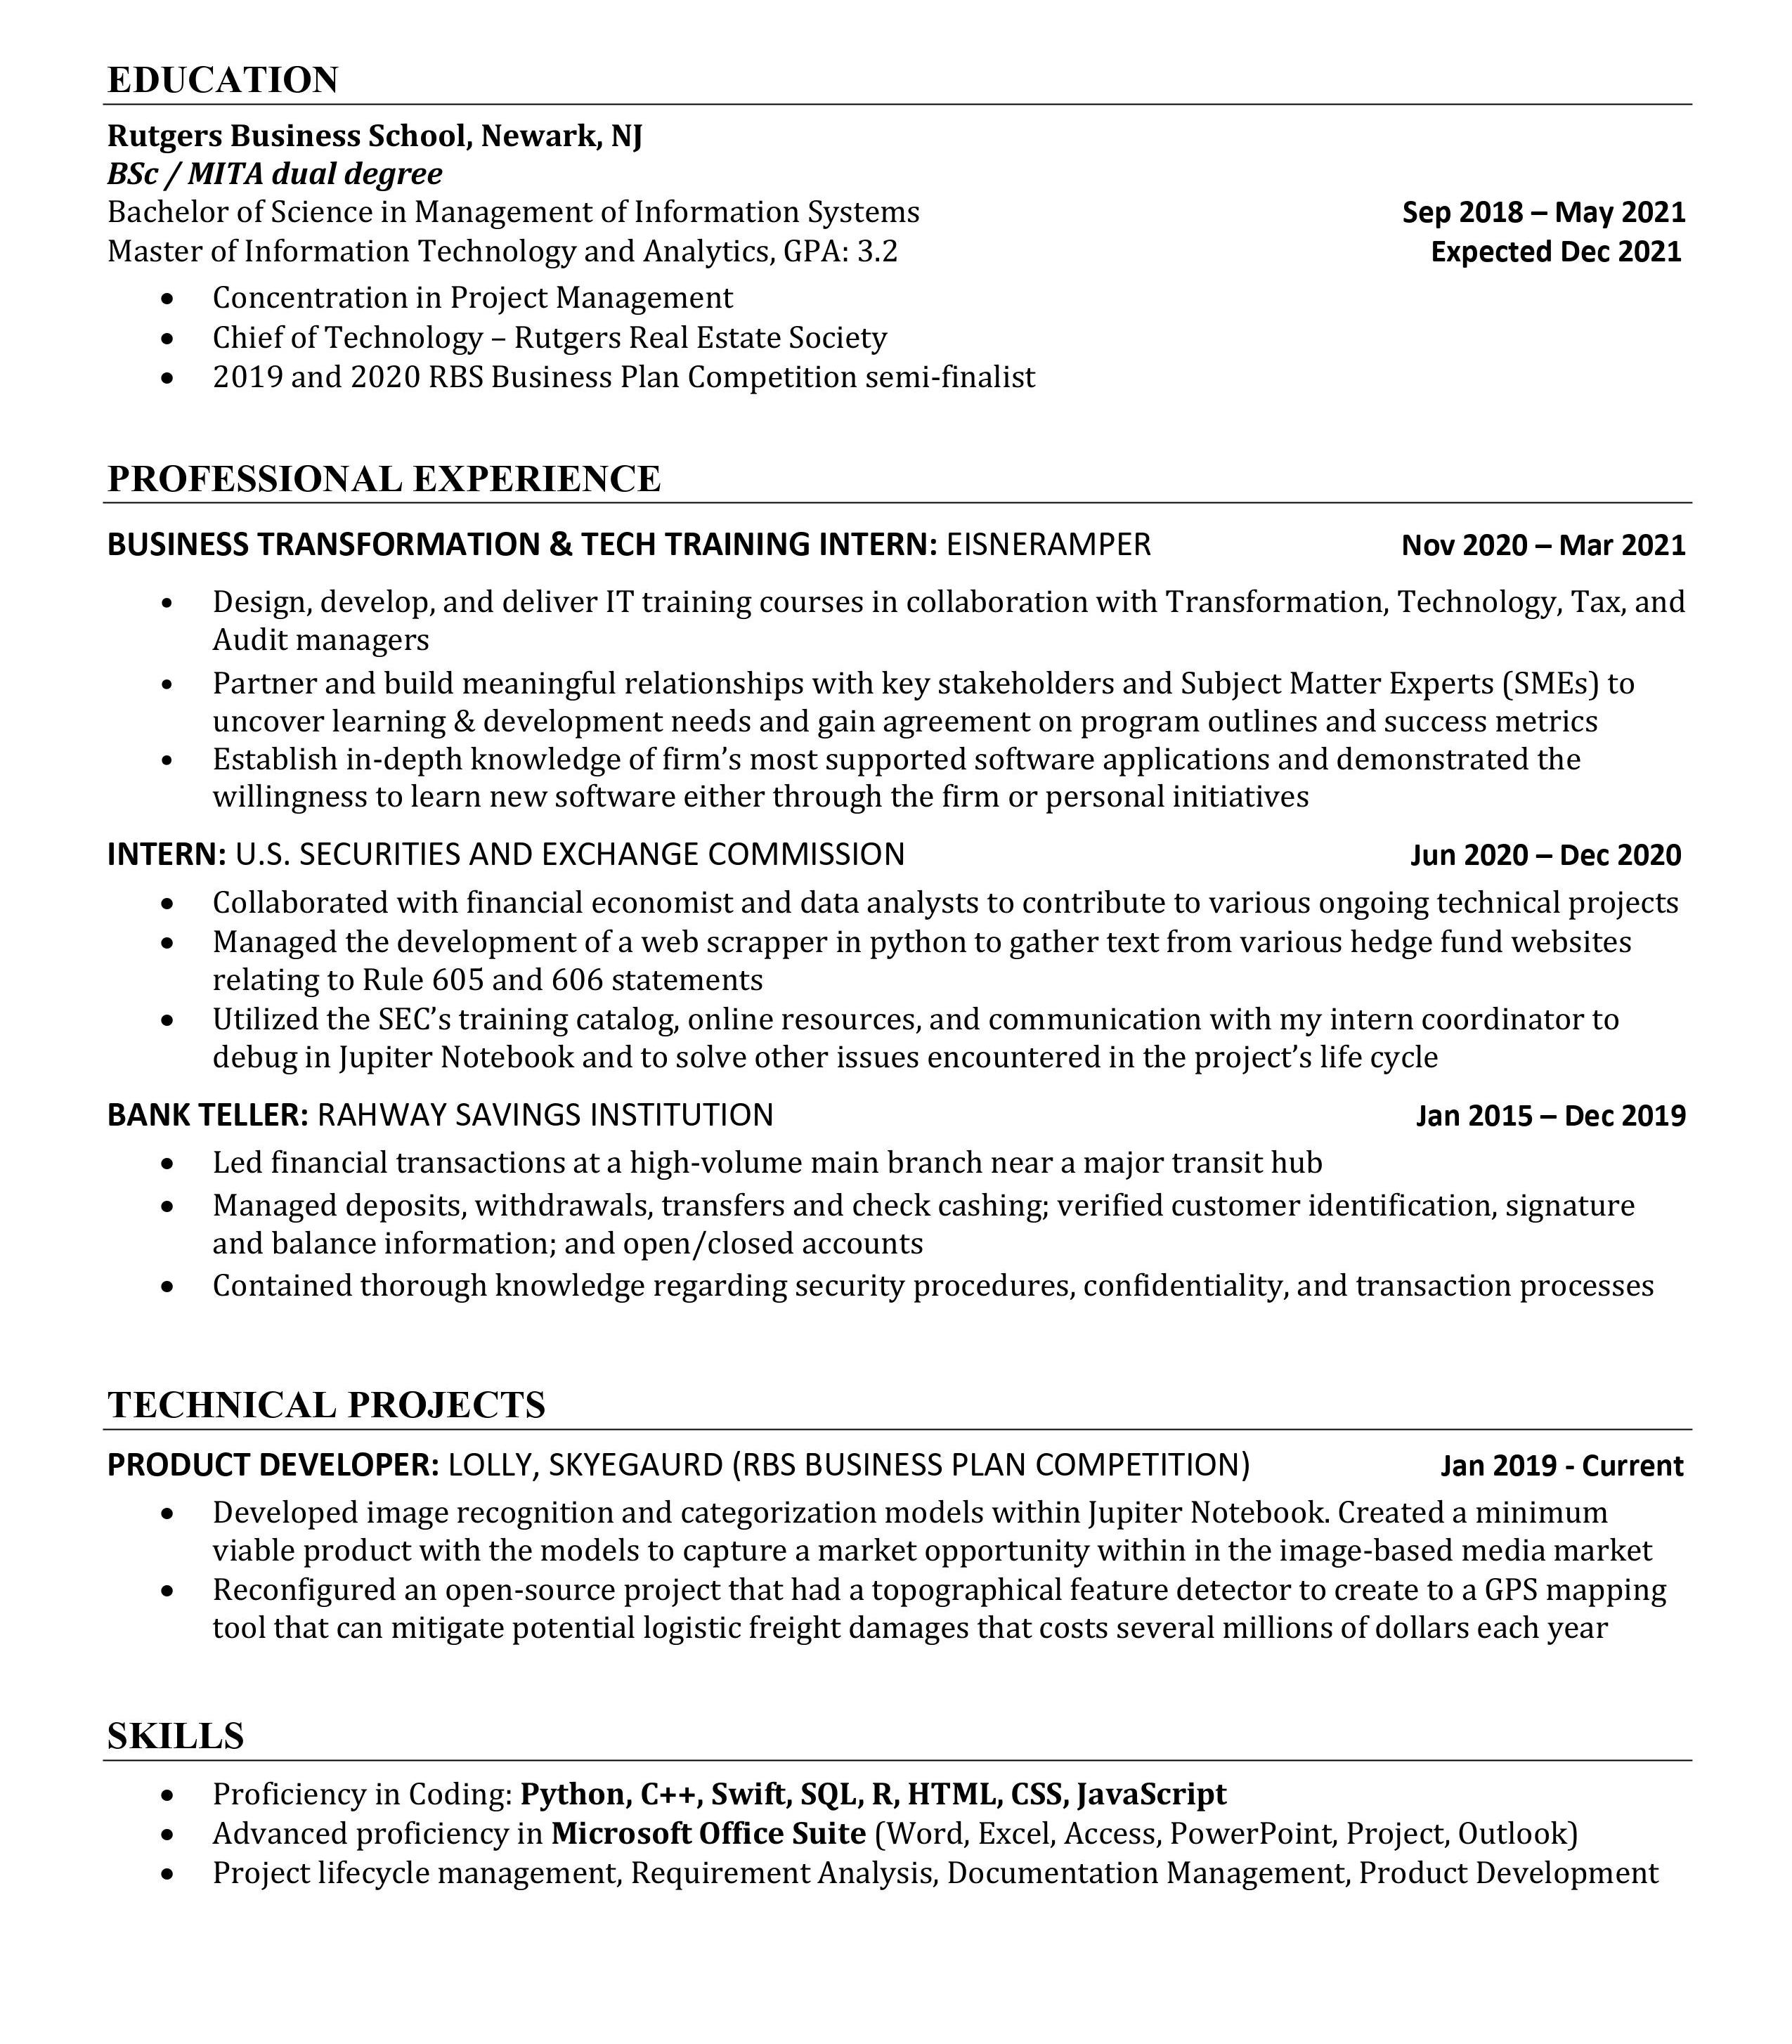 EDUCATION
Rutgers Business School, Newark, NJ
BSc / MITA dual degree
Bachelor of Science in Management of Information Systems Sep 2018 – May 2021
Master of Information Technology and Analytics, GPA: 3.2 Expected Dec 2021
• Concentration in Project Management
• Chief of Technology – Rutgers Real Estate Society
• 2019 and 2020 RBS Business Plan Competition semi-finalist
PROFESSIONAL EXPERIENCE
BUSINESS TRANSFORMATION & TECH TRAINING INTERN: EISNERAMPER Nov 2020 – Mar 2021
• Design, develop, and deliver IT training courses in collaboration with Transformation, Technology, Tax, and
Audit managers
• Partner and build meaningful relationships with key stakeholders and Subject Matter Experts (SMEs) to
uncover learning & development needs and gain agreement on program outlines and success metrics
• Establish in-depth knowledge of firm’s most supported software applications and demonstrated the
willingness to learn new software either through the firm or personal initiatives
INTERN: U.S. SECURITIES AND EXCHANGE COMMISSION Jun 2020 – Dec 2020
• Collaborated with financial economist and data analysts to contribute to various ongoing technical projects
• Managed the development of a web scrapper in python to gather text from various hedge fund websites
relating to Rule 605 and 606 statements
• Utilized the SEC’s training catalog, online resources, and communication with my intern coordinator to
debug in Jupiter Notebook and to solve other issues encountered in the project’s life cycle
BANK TELLER: RAHWAY SAVINGS INSTITUTION Jan 2015 – Dec 2019
• Led financial transactions at a high-volume main branch near a major transit hub
• Managed deposits, withdrawals, transfers and check cashing; verified customer identification, signature
and balance information; and open/closed accounts
• Contained thorough knowledge regarding security procedures, confidentiality, and transaction processes
TECHNICAL PROJECTS
PRODUCT DEVELOPER: LOLLY, SKYEGAURD (RBS BUSINESS PLAN COMPETITION) Jan 2019 - Current
• Developed image recognition and categorization models within Jupiter Notebook. Created a minimum
viable product with the models to capture a market opportunity within in the image-based media market
• Reconfigured an open-source project that had a topographical feature detector to create to a GPS mapping
tool that can mitigate potential logistic freight damages that costs several millions of dollars each year
SKILLS
• Proficiency in Coding: Python, C++, Swift, SQL, R, HTML, CSS, JavaScript
• Advanced proficiency in Microsoft Office Suite (Word, Excel, Access, PowerPoint, Project, Outlook)
• Project lifecycle management, Requirement Analysis, Documentation Management, Product Development